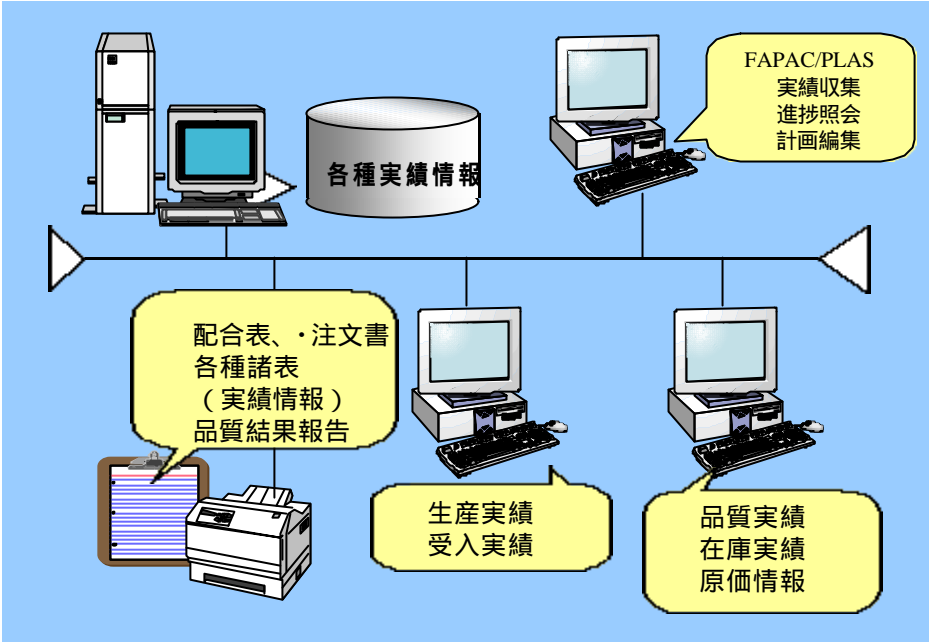 FAPAC/PLAS
実績収集
進捗照会
計画編集
各種実績情報
配合表、・注文書
各種諸表
（実績情報）
品質結果報告
生産実績
受入実績
品質実績
在庫実績
原価情報